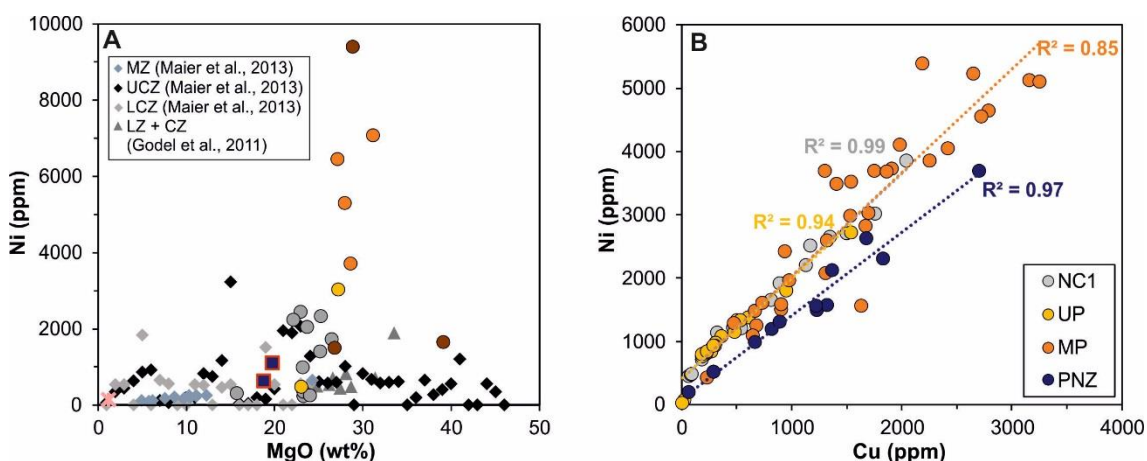 A
MZ (Maier et al., 2013)
UCZ (Maier et al., 2013)
LCZ (Maier et al., 2013)
LZ + CZ
(Godel et al., 2011)
10000
8000
6000
4000
2000
0
Ni (ppm)
0 10 20 30 40 50
MgO (wt%)
B
R² = 0.85
R² = 0.99
R² = 0.97
R² = 0.94
NC1
UP
MP
PNZ
6000
5000
4000
3000
2000
1000
0
Ni (ppm)
0 1000 2000 3000 4000
Cu (ppm)